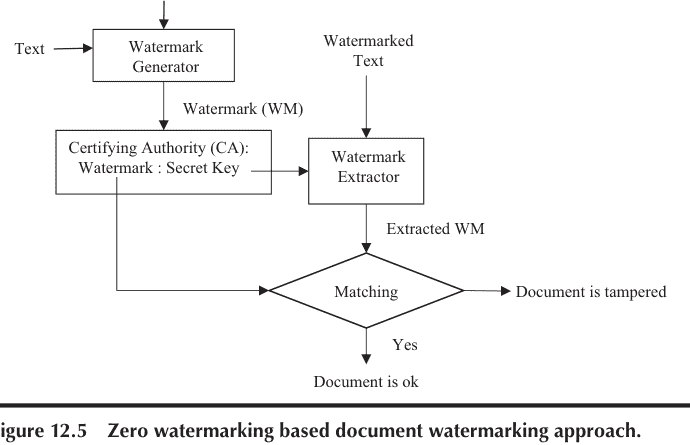 Text
Watermark
Generator
Watermarked
Text
Watermark (WM)
Certifying Authority (CA):
Watermark : Secret Key
Watermark
Extractor
Extracted WM
Matching
Document is tampered
Yes
Document is ok
igure 12.5 Zero watermarking based document watermarking approach.